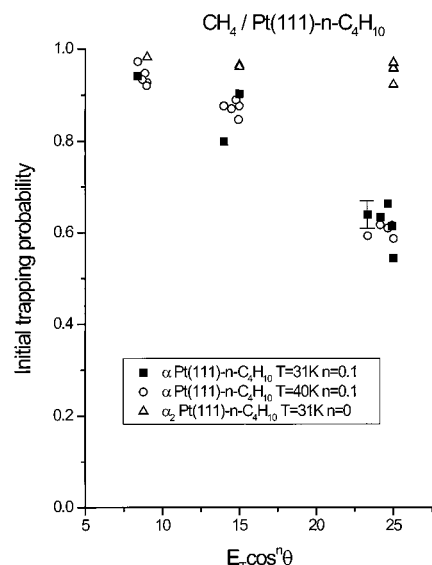 CH₄ / Pt(111)-n-C₄H₁₀
Initial trapping probability
1.0
0.8
0.6
0.4
0.2
0.0
■ α Pt(111)-n-C₄H₁₀ T=31K n=0.1
○ α Pt(111)-n-C₄H₁₀ T=40K n=0.1
△ α₂ Pt(111)-n-C₄H₁₀ T=31K n=0
5 10 15 20 25
E_T cosⁿθ